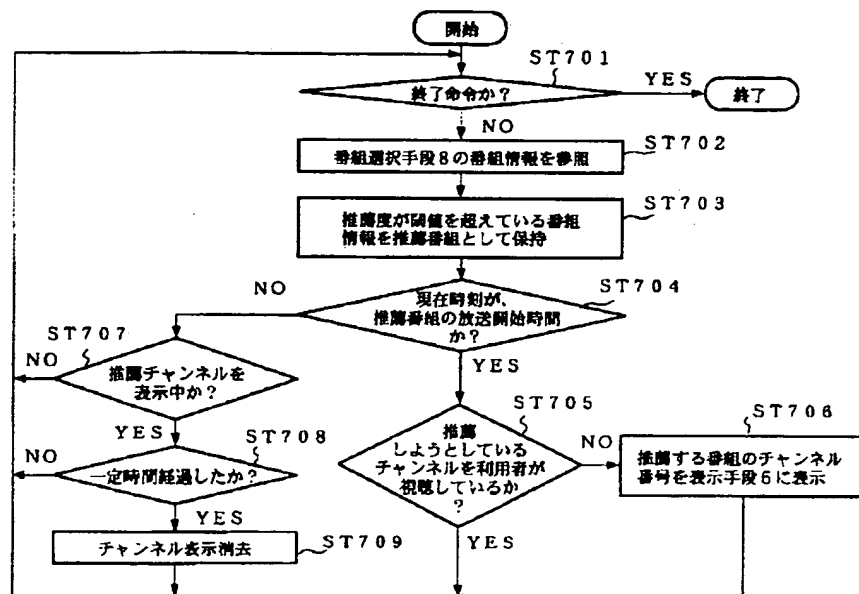 開始
ST701
終了命令か？
YES
終了
NO
ST702
番組選択手段8の番組情報を参照
ST703
推薦度が閾値を超えている番組
情報を推薦番組として保持
ST704
現在時刻が、
推薦番組の放送開始時間
か？
NO
YES
ST707
推薦チャンネルを
表示中か？
NO
YES
ST705
推薦
しようとしている
チャンネルを利用者が
視聴しているか
？
NO
YES
ST706
推薦する番組のチャンネル
番号を表示手段6に表示
ST708
一定時間経過したか？
NO
YES
ST709
チャンネル表示消去